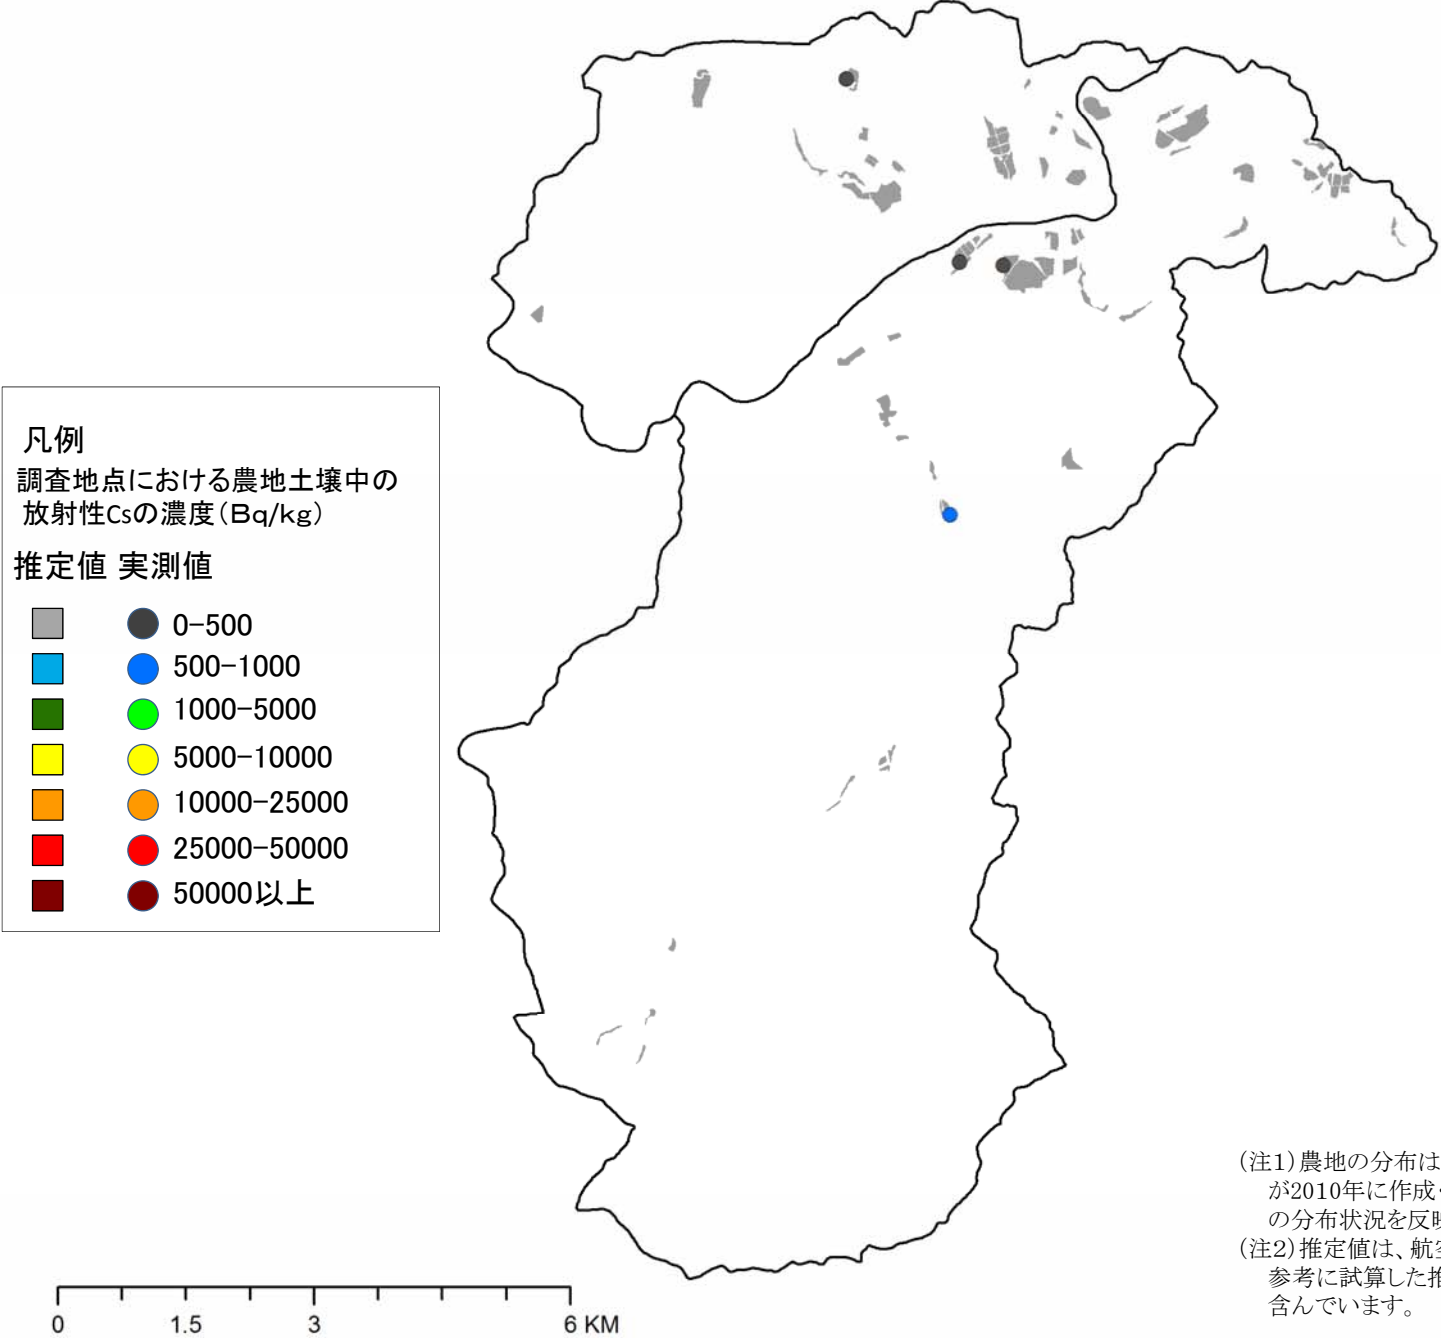 凡例
調査地点における農地土壌中の
放射性Csの濃度(Bq/kg)
推定値 実測値
0-500
500-1000
1000-5000
5000-10000
10000-25000
25000-50000
50000以上
0 1.5 3 6 KM
(注1)農地の分布は
が2010年に作成・
の分布状況を反映
(注2)推定値は、航空
参考に試算した推
含んでいます。